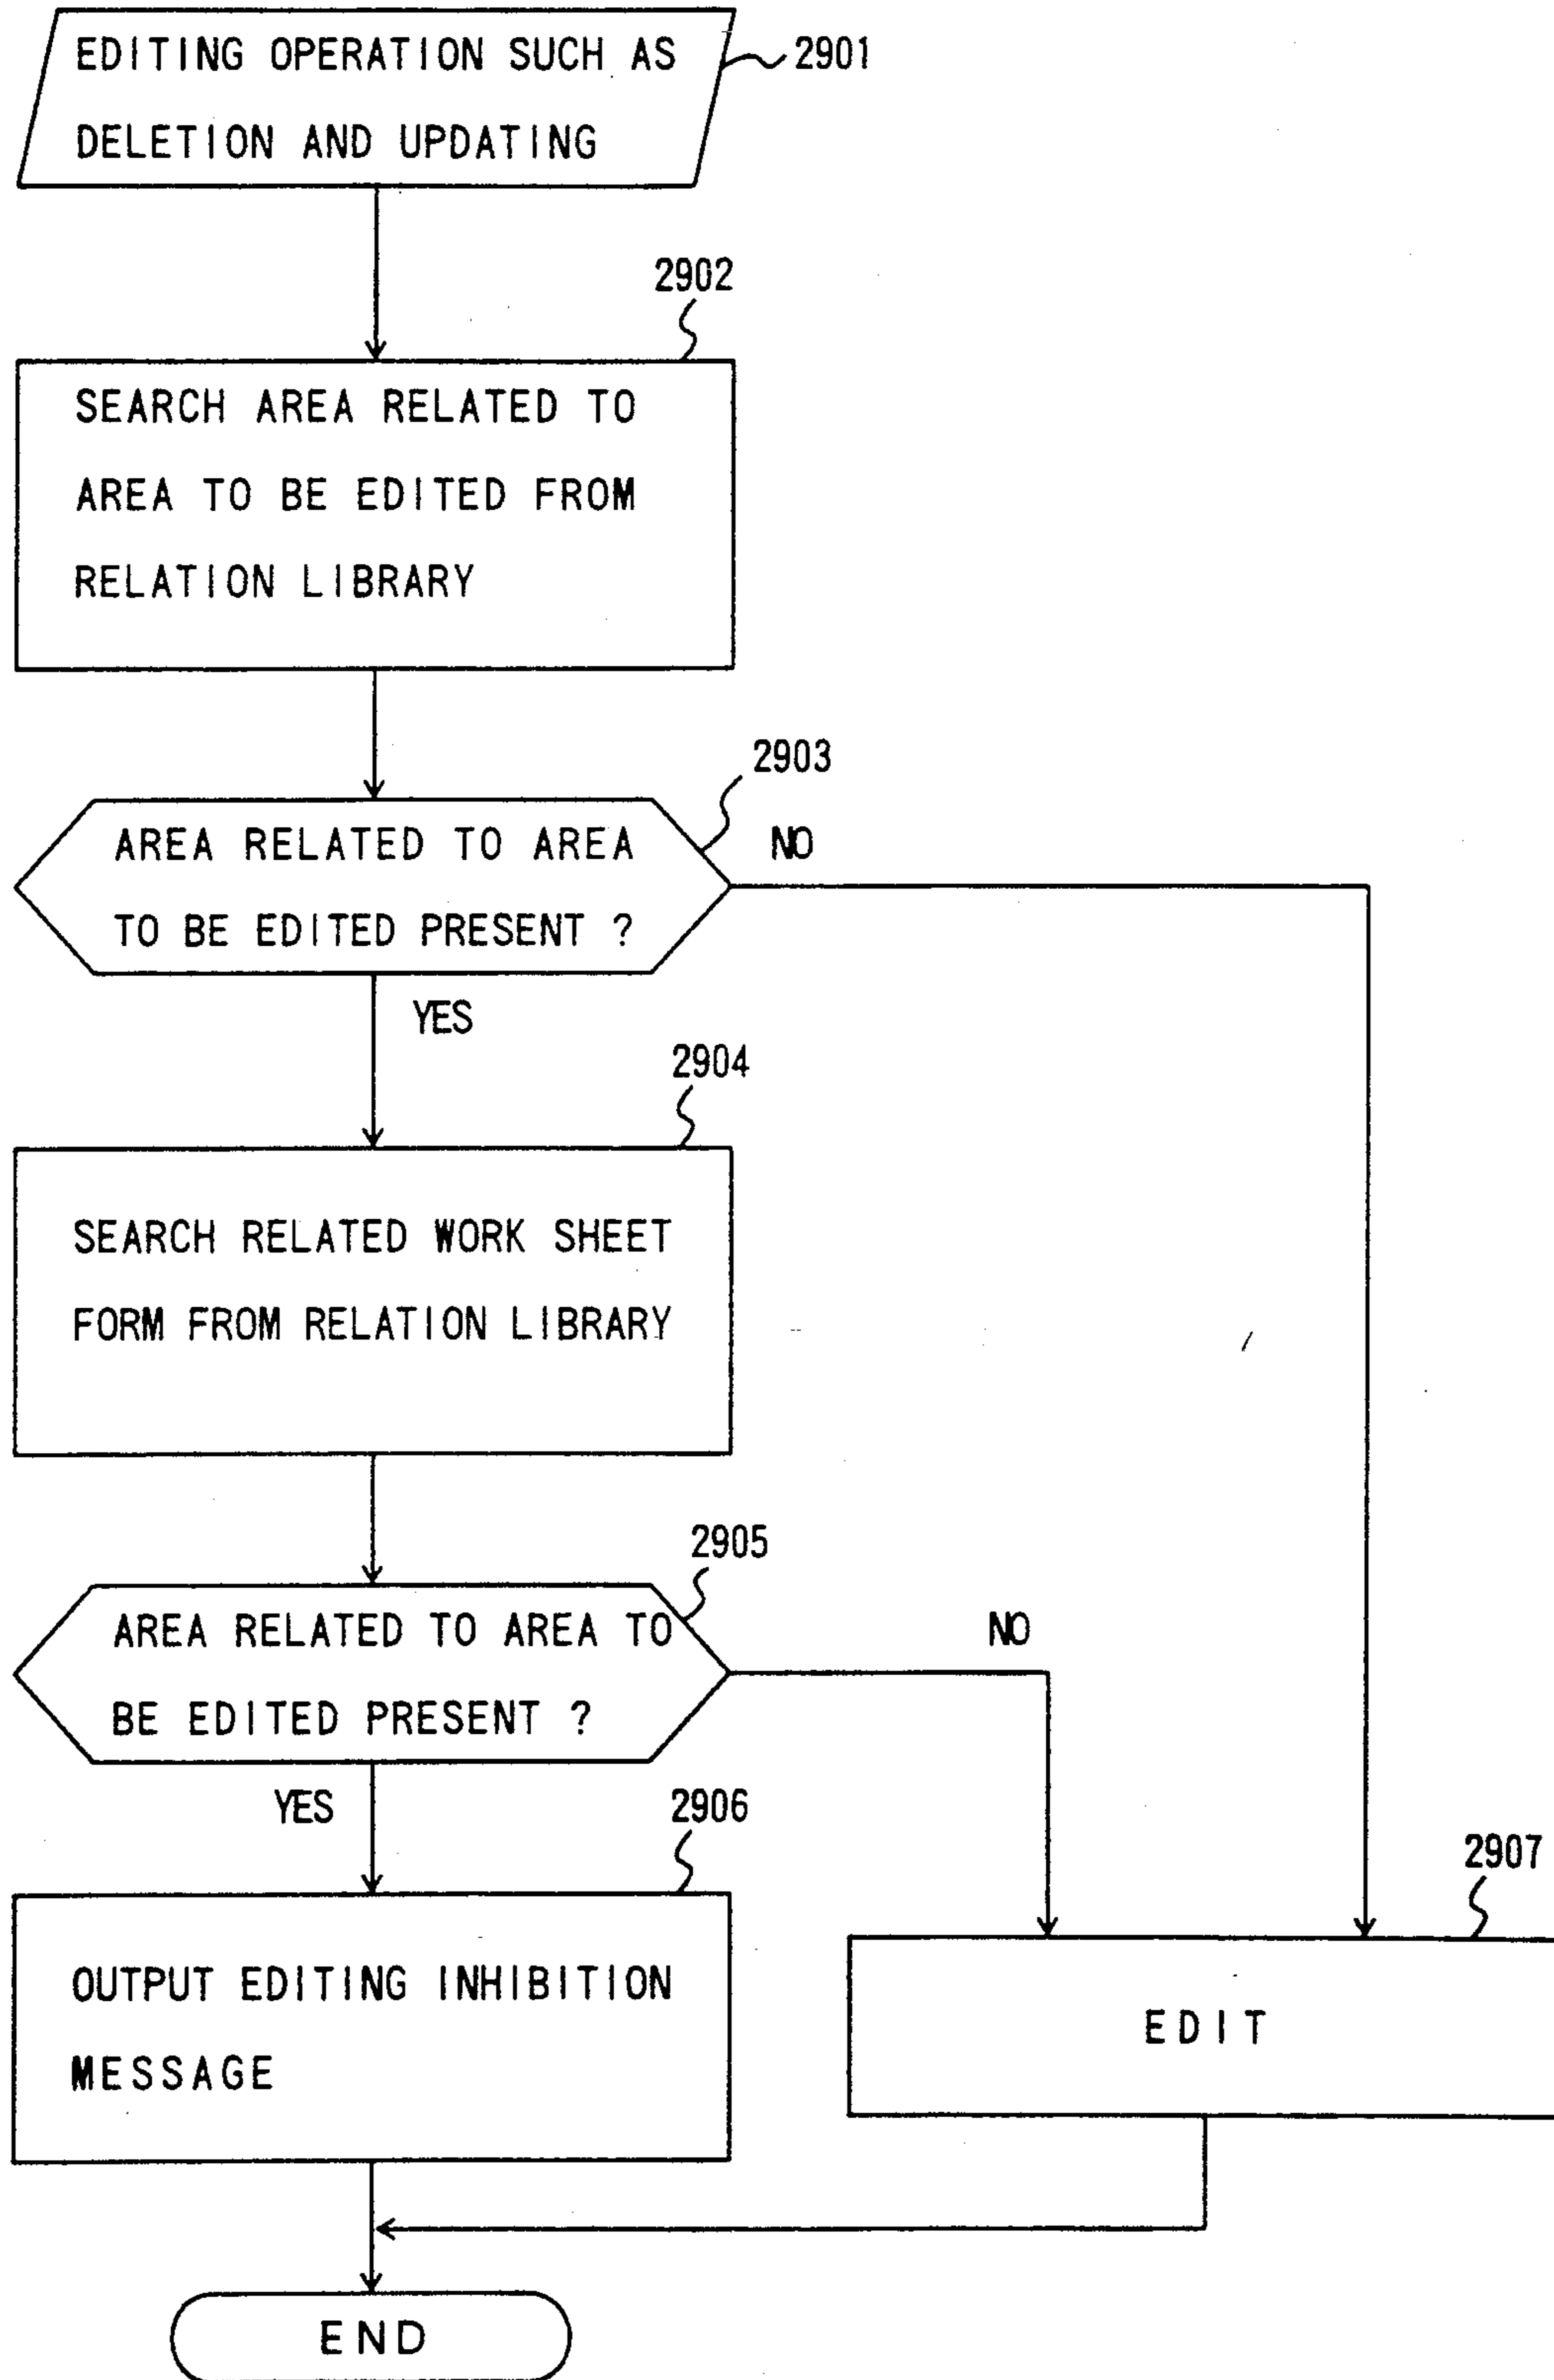 EDITING OPERATION SUCH AS
DELETION AND UPDATING
2901
2902
SEARCH AREA RELATED TO
AREA TO BE EDITED FROM
RELATION LIBRARY
2903
AREA RELATED TO AREA
TO BE EDITED PRESENT ?
NO
YES
2904
SEARCH RELATED WORK SHEET
FORM FROM RELATION LIBRARY
2905
AREA RELATED TO AREA TO
BE EDITED PRESENT ?
NO
YES
2906
OUTPUT EDITING INHIBITION
MESSAGE
2907
EDIT
END